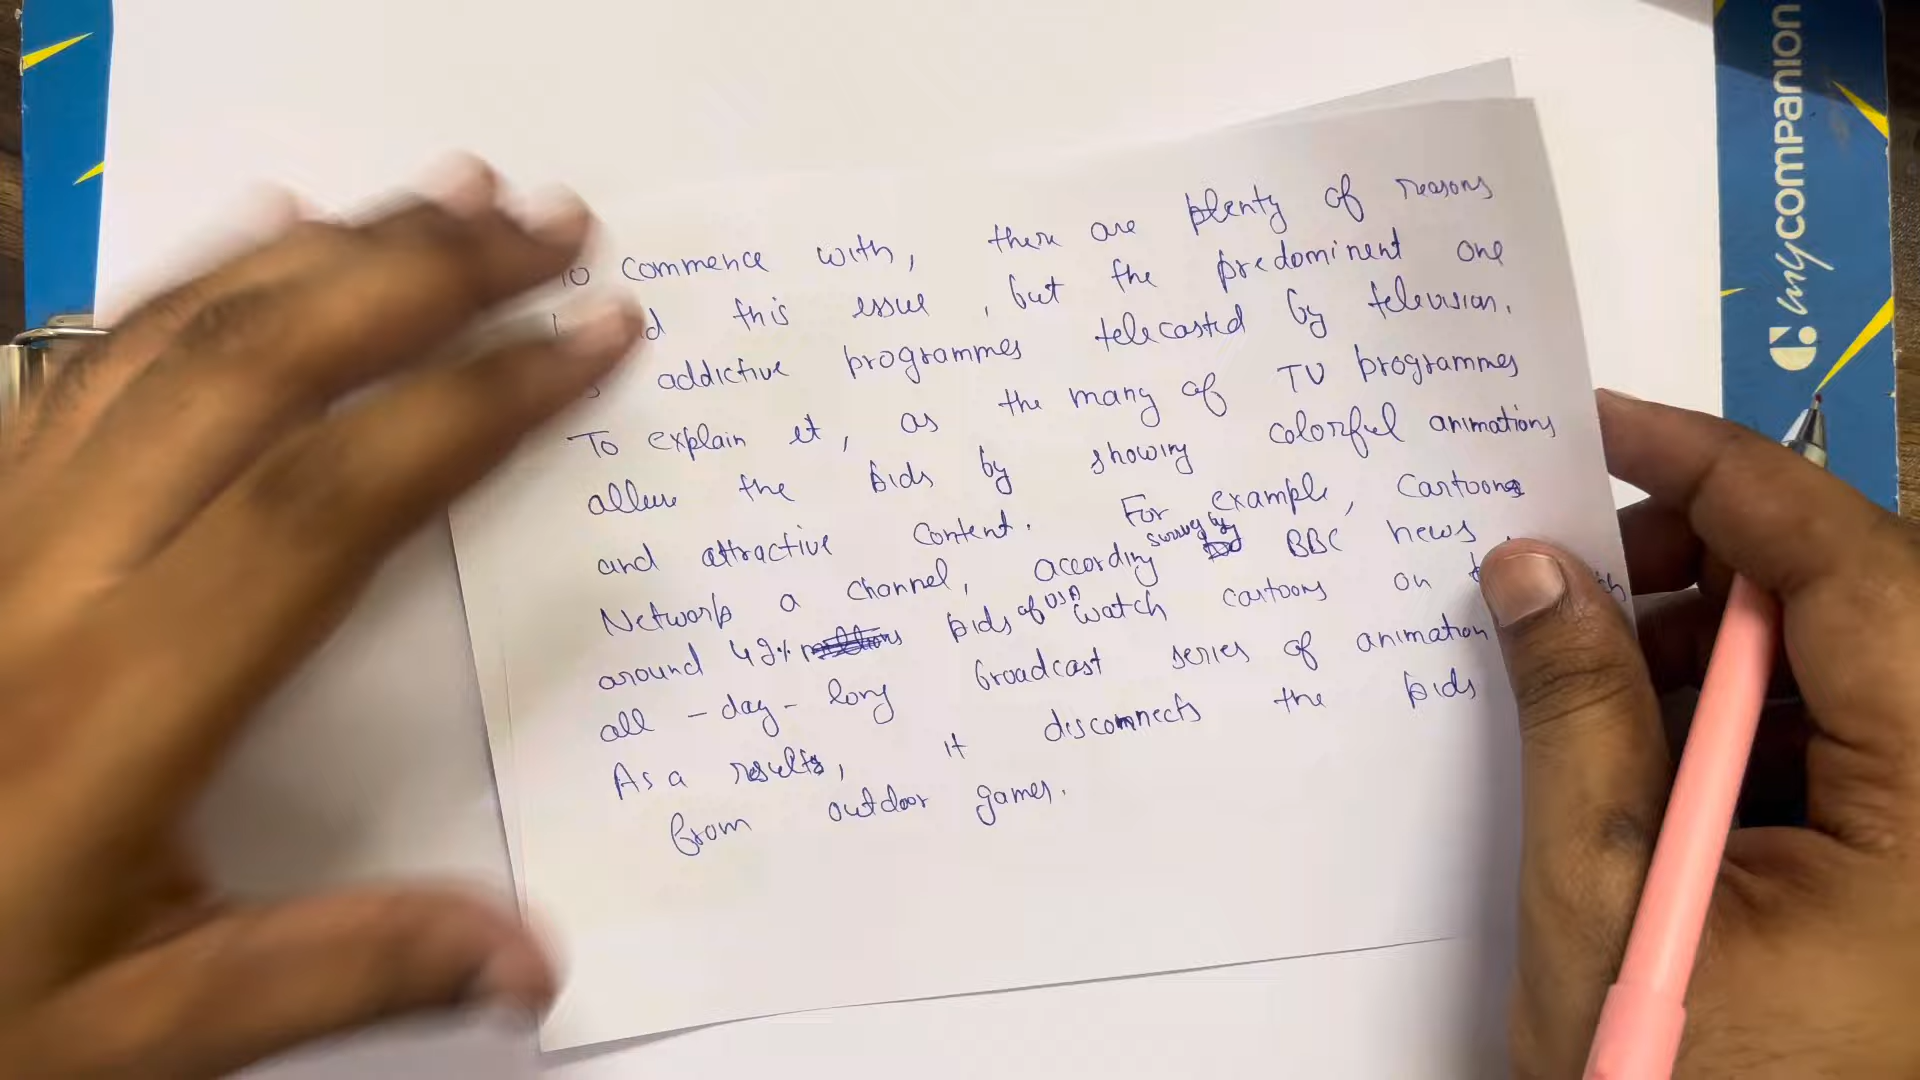 To commence with, there are plenty of reasons
this issue, but the predominent one
addictive programmes telecasted by television.
To explain it, as the many of TV programmes
allure the kids by showing colorful animations
and attractive content. For example, Cartoons
Network a channel, according survey by BBC news,
around 42% kids of USA watch cartoons on
all-day-long broadcast series of animation
As a results, it disconnects the kids
from outdoor games.
mycompanion